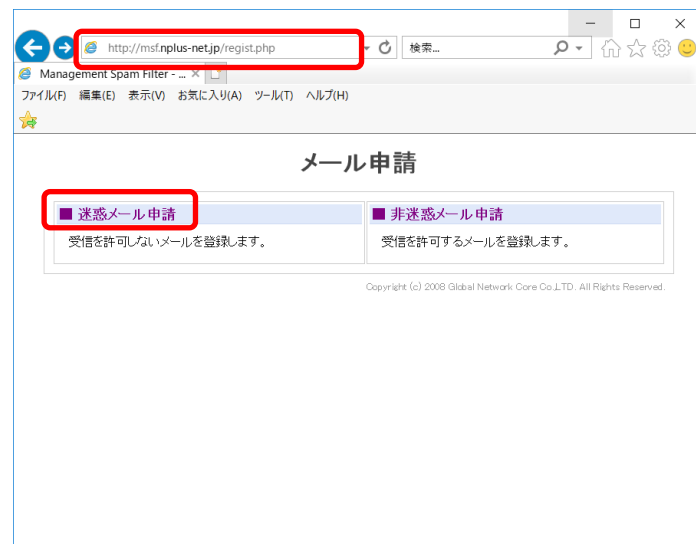 http://msf.nplus-net.jp/regist.php
検索...
Management Spam Filter - ...
ファイル(F) 編集(E) 表示(V) お気に入り(A) ツール(T) ヘルプ(H)
メール申請
■ 迷惑メール申請
受信を許可しないメールを登録します。
■ 非迷惑メール申請
受信を許可するメールを登録します。
Copyright (c) 2008 Global Network Core Co.,LTD. All Rights Reserved.